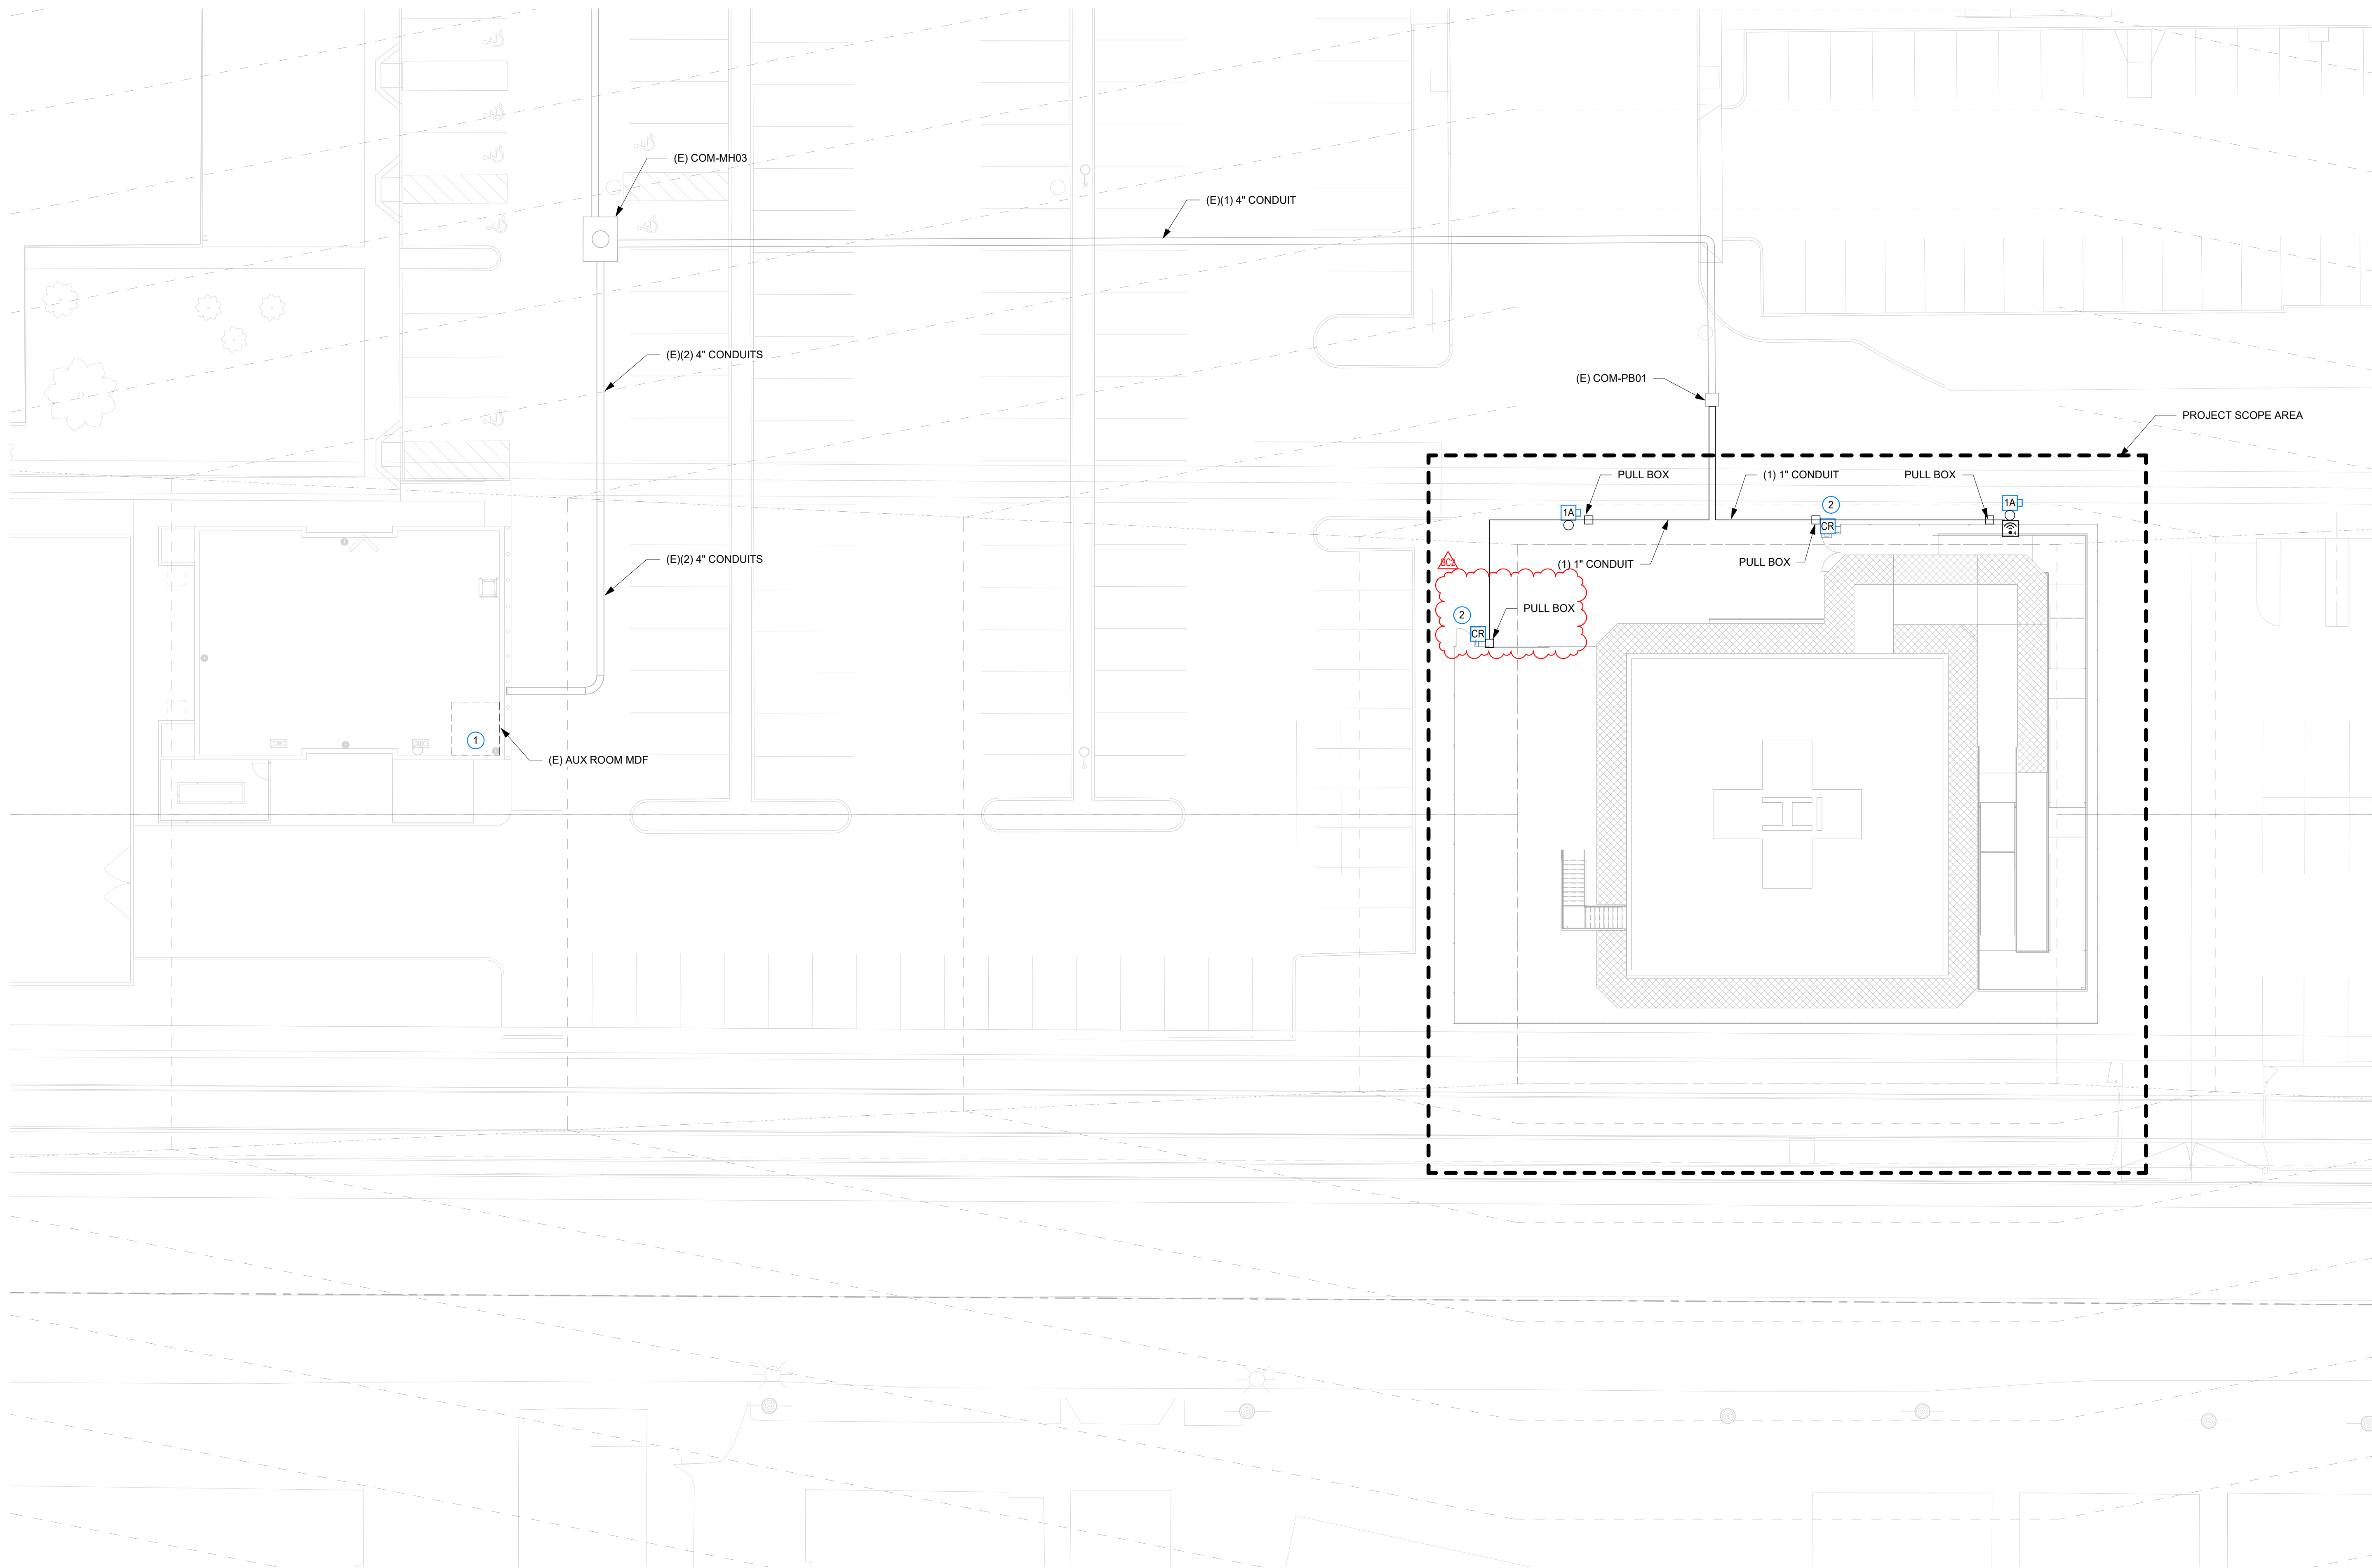 (E) COM-MH03
(E)(1) 4" CONDUIT
(E)(2) 4" CONDUITS
(E) COM-PB01
PROJECT SCOPE AREA
PULL BOX
(1) 1" CONDUIT
PULL BOX
1A
1A
2
CR
(E)(2) 4" CONDUITS
(1) 1" CONDUIT
PULL BOX
2
PULL BOX
CR
1
(E) AUX ROOM MDF
H